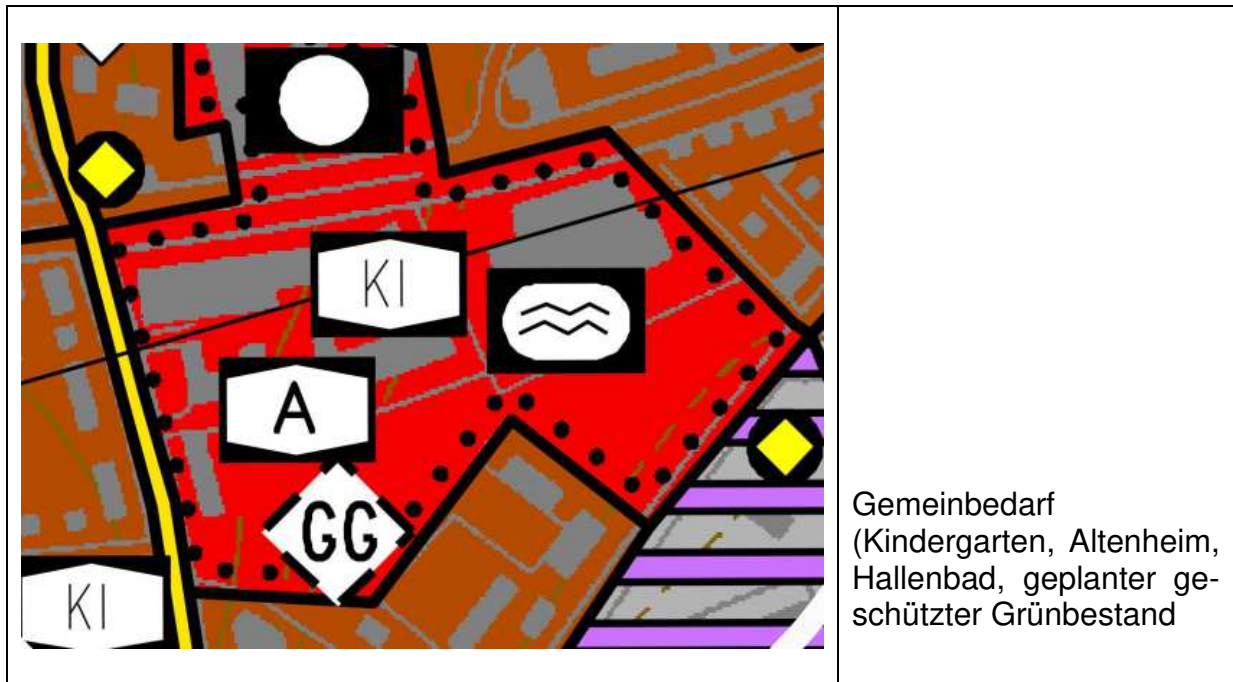 KI
A
GG
KI
Gemeinbedarf
(Kindergarten, Altenheim,
Hallenbad, geplanter ge-
schützter Grünbestand